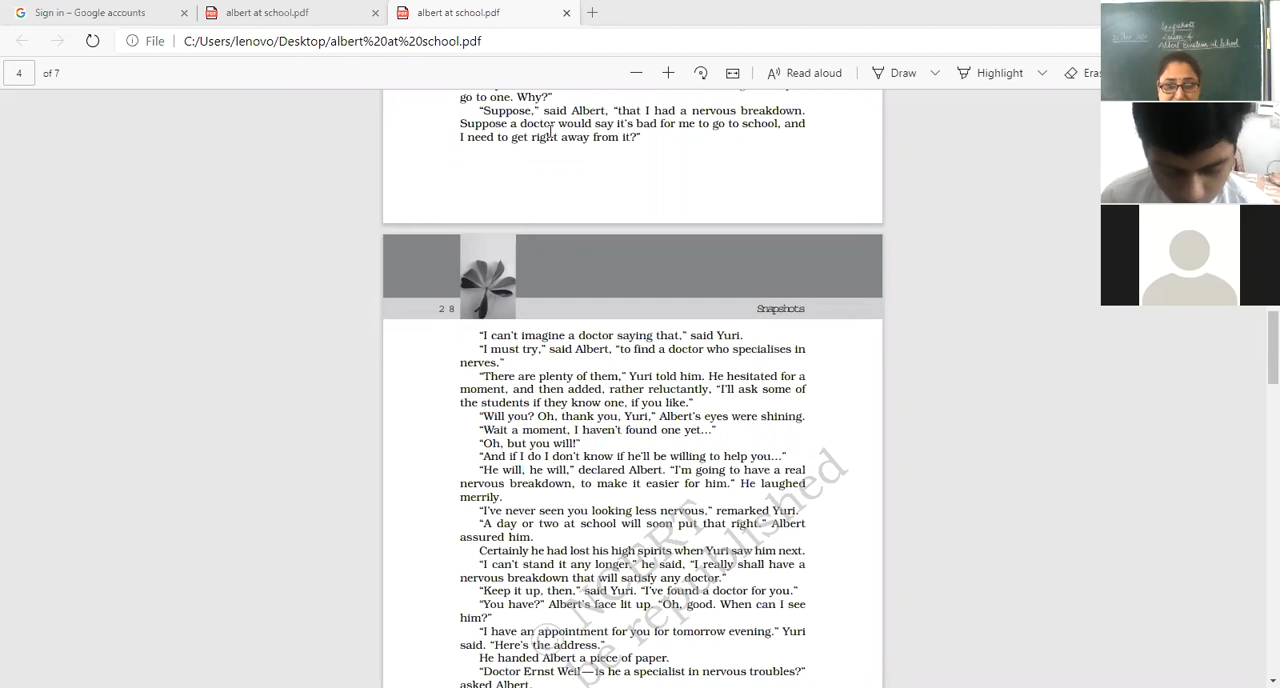 Sign in – Google accounts
albert at school.pdf
albert at school.pdf
File
C:/Users/lenovo/Desktop/albert%20at%20school.pdf
4 of 7
Read aloud
Draw
Highlight
Eras
go to one. Why?”
“Suppose,” said Albert, “that I had a nervous breakdown.
Suppose a doctor would say it’s bad for me to go to school, and
I need to get right away from it?”
28
Snapshots
“I can’t imagine a doctor saying that,” said Yuri.
“I must try,” said Albert, “to find a doctor who specialises in
nerves.”
“There are plenty of them,” Yuri told him. He hesitated for a
moment, and then added, rather reluctantly, “I’ll ask some of
the students if they know one, if you like.”
“Will you? Oh, thank you, Yuri,” Albert’s eyes were shining.
“Wait a moment, I haven’t found one yet...”
“Oh, but you will!”
“And if I do I don’t know if he’ll be willing to help you...”
“He will, he will,” declared Albert. “I’m going to have a real
nervous breakdown, to make it easier for him.” He laughed
merrily.
“I’ve never seen you looking less nervous,” remarked Yuri.
“A day or two at school will soon put that right.” Albert
assured him.
Certainly he had lost his high spirits when Yuri saw him next.
“I can’t stand it any longer,” he said, “I really shall have a
nervous breakdown that will satisfy any doctor.”
“Keep it up, then,” said Yuri. “I’ve found a doctor for you.”
“You have?” Albert’s face lit up. “Oh, good. When can I see
him?”
“I have an appointment for you for tomorrow evening.” Yuri
said. “Here’s the address.”
He handed Albert a piece of paper.
“Doctor Ernst Weil—is he a specialist in nervous troubles?”
asked Albert.
© NCERT
be republished
Snapshots
Albert Einstein at School